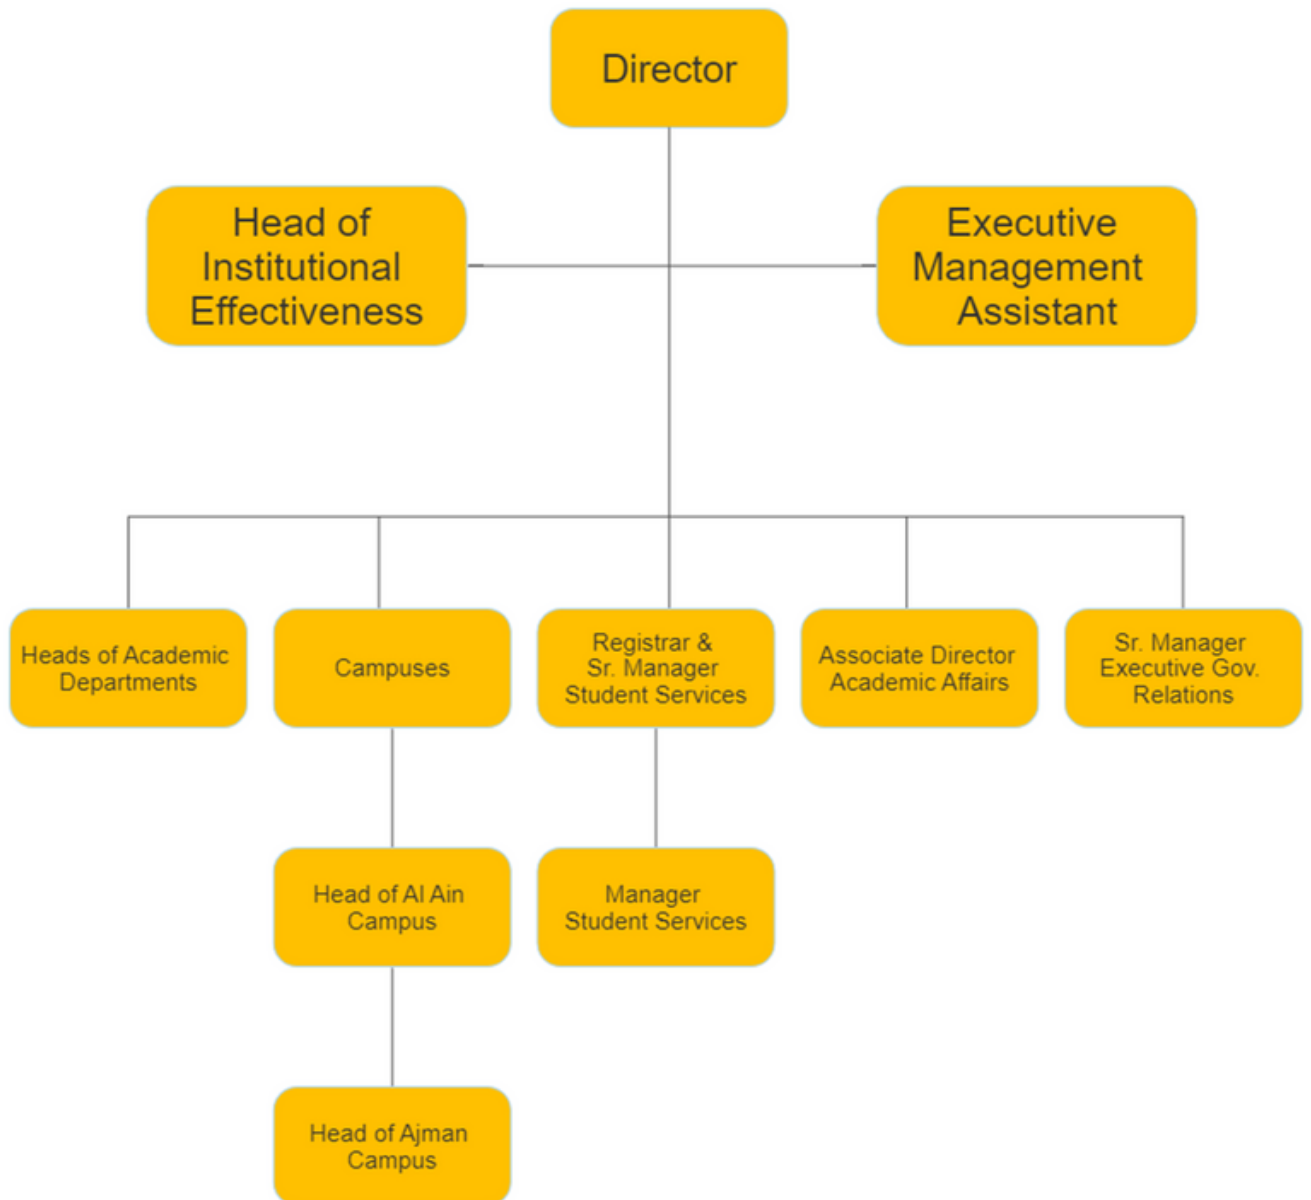 Director
Head of
Institutional
Effectiveness
Executive
Management
Assistant
Heads of Academic
Departments
Campuses
Registrar &
Sr. Manager
Student Services
Associate Director
Academic Affairs
Sr. Manager
Executive Gov.
Relations
Head of Al Ain
Campus
Manager
Student Services
Head of Ajman
Campus